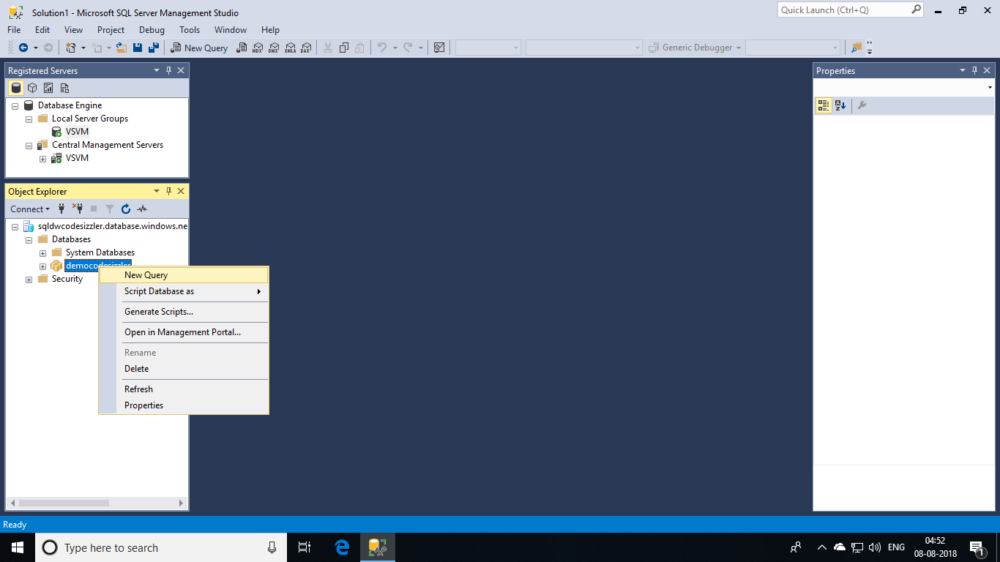 Solution1 - Microsoft SQL Server Management Studio
Quick Launch (Ctrl+Q)
File Edit View Project Debug Tools Window Help
New Query MDX DMX XMLA DAX Generic Debugger
Registered Servers
Database Engine
Local Server Groups
VSVM
Central Management Servers
VSVM
Object Explorer
Connect
sqldwcodesizzler.database.windows.ne
Databases
System Databases
democodesizzler
Security
New Query
Script Database as
Generate Scripts...
Open in Management Portal...
Rename
Delete
Refresh
Properties
Properties
Ready
Type here to search
ENG
04:52
08-08-2018
1